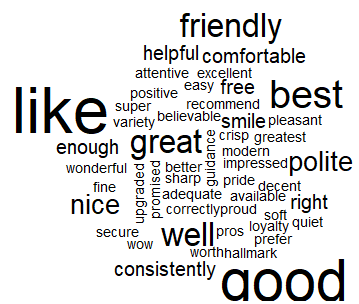 friendly
helpful comfortable
attentive excellent
positive easy free best
like super recommend
variety believable smile pleasant
enough great guidance crisp greatest
modern
wonderful better impressed polite
fine upgraded promised sharp pride decent
nice adequate available right
correctly proud soft
secure well pros loyalty quiet
wow prefer
worth hallmark
consistently good